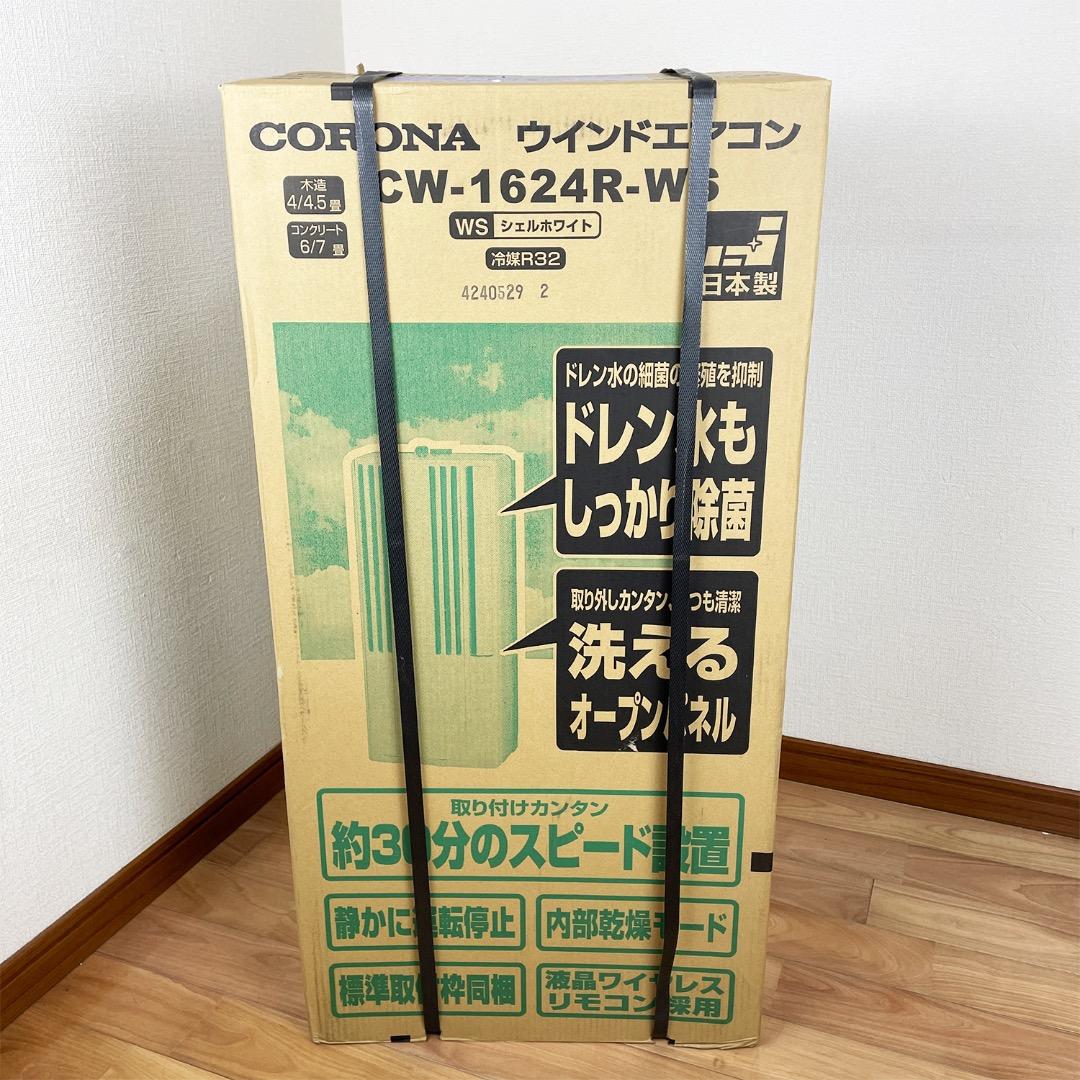 CORONA ウインドエアコン
木造
4/4.5畳
CW-1624R-WS
コンクリート
6/7畳
WS シェルホワイト
冷媒R32
4240529 2
日本製
ドレン水の細菌の繁殖を抑制
ドレン水も
しっかり除菌
取り外しカンタン、いつも清潔
洗える
オープンパネル
取り付けカンタン
約30分のスピード設置
静かに運転停止
内部乾燥モード
標準取付枠同梱
液晶ワイヤレス
リモコン採用